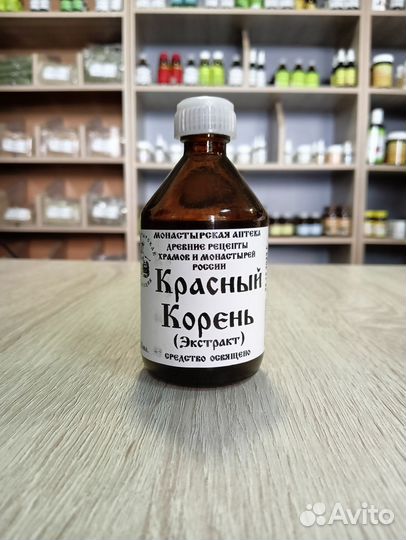 МОНАСТЫРСКАЯ АПТЕКА
ДРЕВНИЕ РЕЦЕПТЫ
ХРАМОВ И МОНАСТЫРЕЙ
РОССИИ
Красный
Корень
(Экстракт)
СРЕДСТВО ОСВЯЩЕНО
Avito